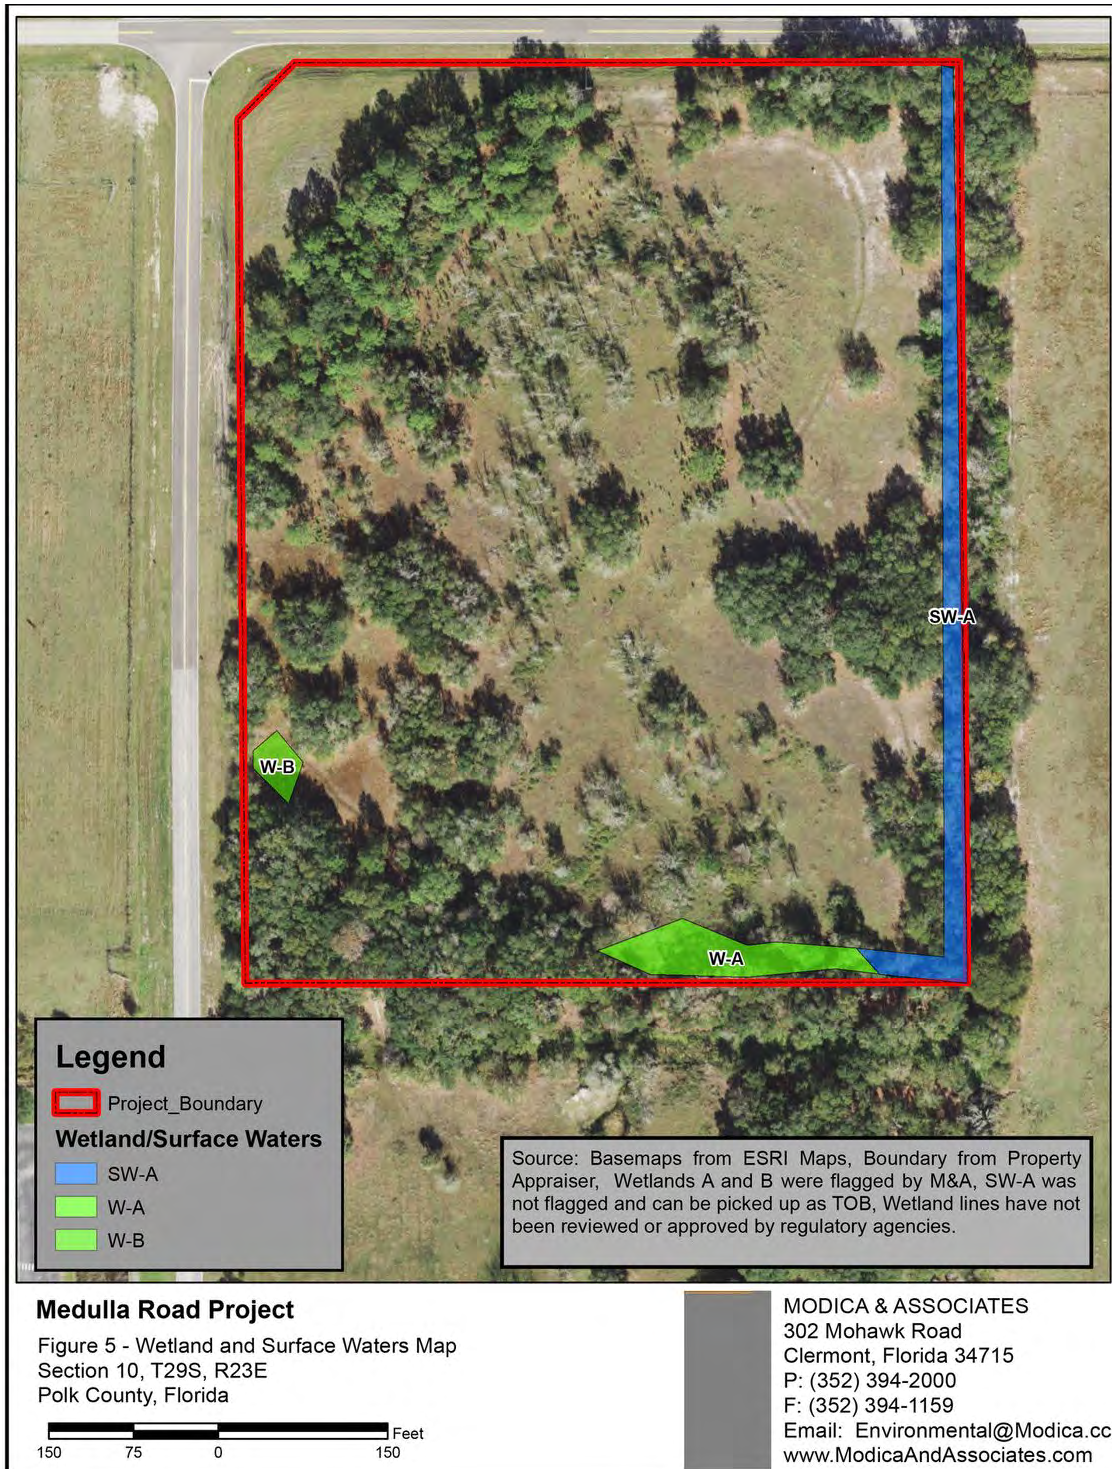 SW-A
W-B
W-A
Legend
Project_Boundary
Wetland/Surface Waters
SW-A
W-A
W-B
Source: Basemaps from ESRI Maps, Boundary from Property
Appraiser, Wetlands A and B were flagged by M&A, SW-A was
not flagged and can be picked up as TOB, Wetland lines have not
been reviewed or approved by regulatory agencies.
Medulla Road Project
Figure 5 - Wetland and Surface Waters Map
Section 10, T29S, R23E
Polk County, Florida
Feet
150 75 0 150
MODICA & ASSOCIATES
302 Mohawk Road
Clermont, Florida 34715
P: (352) 394-2000
F: (352) 394-1159
Email: Environmental@Modica.cc
www.ModicaAndAssociates.com